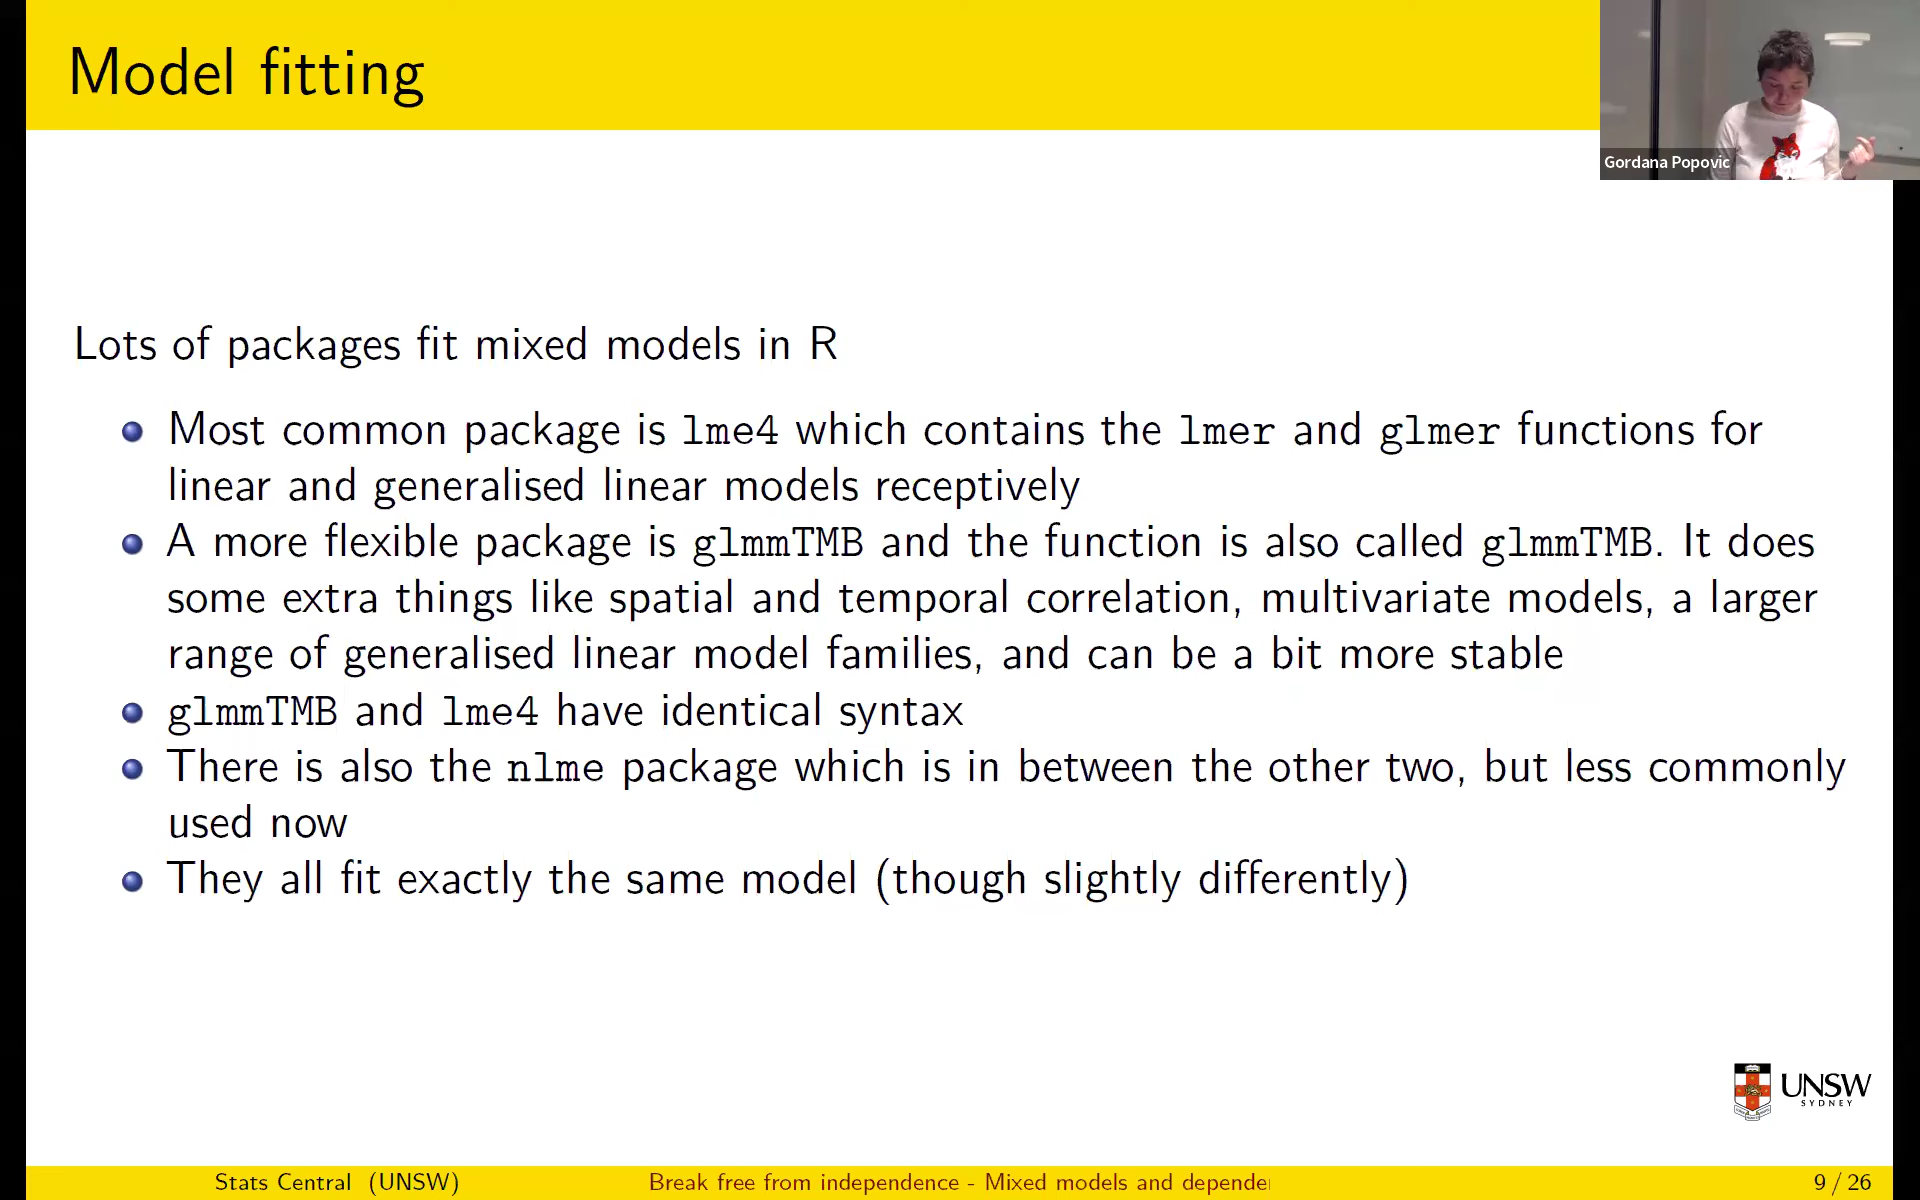 Model fitting
Gordana Popovic
Lots of packages fit mixed models in R
Most common package is lme4 which contains the lmer and glmer functions for
linear and generalised linear models receptively
A more flexible package is glmmTMB and the function is also called glmmTMB. It does
some extra things like spatial and temporal correlation, multivariate models, a larger
range of generalised linear model families, and can be a bit more stable
glmmTMB and lme4 have identical syntax
There is also the nlme package which is in between the other two, but less commonly
used now
They all fit exactly the same model (though slightly differently)
UNSW
SYDNEY
Stats Central (UNSW)
Break free from independence - Mixed models and depende
9 / 26